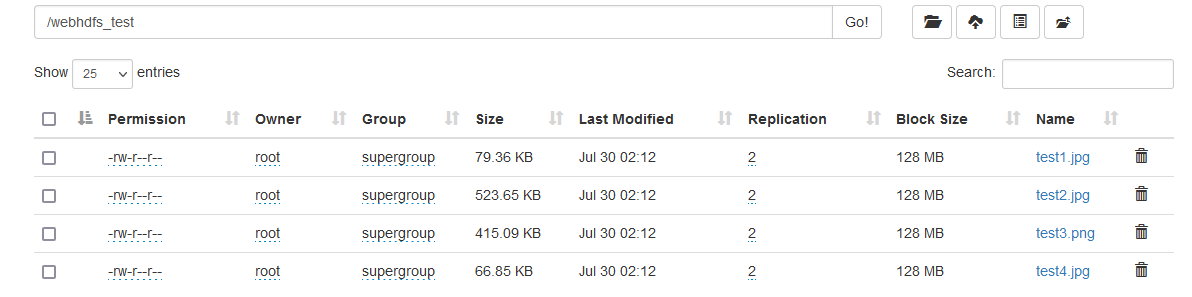 /webhdfs_test Go!
Show 25 entries Search:
Permission Owner Group Size Last Modified Replication Block Size Name
-rw-r--r-- root supergroup 79.36 KB Jul 30 02:12 2 128 MB test1.jpg
-rw-r--r-- root supergroup 523.65 KB Jul 30 02:12 2 128 MB test2.jpg
-rw-r--r-- root supergroup 415.09 KB Jul 30 02:12 2 128 MB test3.png
-rw-r--r-- root supergroup 66.85 KB Jul 30 02:12 2 128 MB test4.jpg